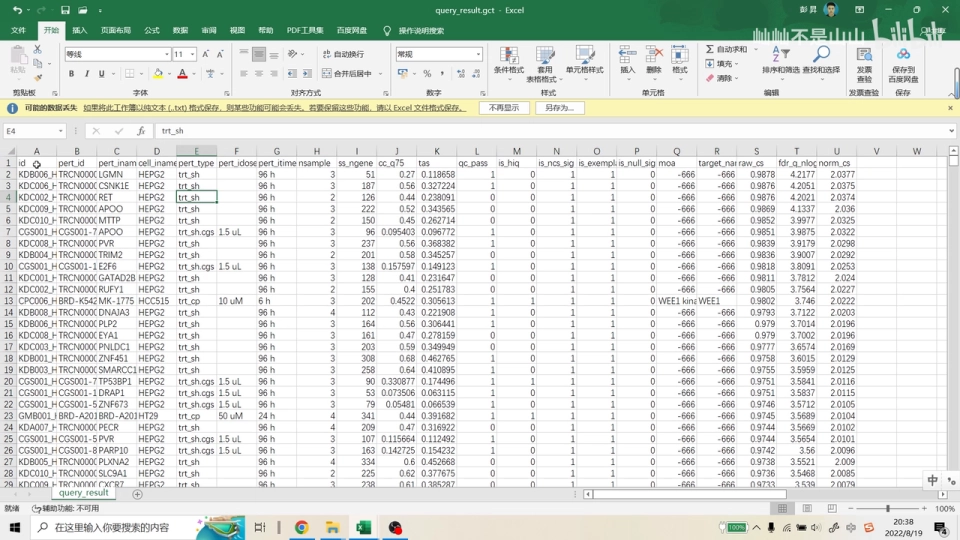 query_result.gct - Excel
彭 昇
不是山山
bilibili
文件 开始 插入 页面布局 公式 数据 审阅 视图 帮助 PDF工具集 百度网盘 操作说明搜索
等线 11 常规
粘贴 自动换行 合并后居中 条件格式 套用表格格式 单元格样式 插入 删除 格式 自动求和 填充 清除 排序和筛选 查找和选择 发票查验 保存到百度网盘
剪贴板 字体 对齐方式 数字 样式 单元格 编辑 发票查验 保存
可能的数据丢失 如果将此工作簿以纯文本 (.txt) 格式保存，则某些功能可能会丢失。若要保留这些功能，请以 Excel 文件格式保存。 不再显示 另存为...
E4 trt_sh
A B C D E F G H I J K L M N O P Q R S T U V W
1 id pert_id pert_inam cell_iname pert_type pert_idose pert_itime nsample ss_ngene cc_q75 tas qc_pass is_hiq is_ncs_sig is_exempla is_null_sig moa target_nar raw_cs fdr_q_nlog norm_cs
2 KDB006_H TRCN0000 LGMN HEPG2 trt_sh 96 h 3 51 0.27 0.118658 1 0 1 1 0 -666 -666 0.9878 4.2177 2.0377
3 KDC006_H TRCN0000 CSNK1E HEPG2 trt_sh 96 h 3 187 0.56 0.327224 1 0 1 1 0 -666 -666 0.9876 4.2051 2.0375
4 KDC002_H TRCN0000 RET HEPG2 trt_sh 96 h 2 126 0.44 0.238091 0 0 1 1 0 -666 -666 0.9876 4.2021 2.0374
5 KDC009_H TRCN0000 APOO HEPG2 trt_sh 96 h 3 222 0.52 0.343565 0 0 1 1 0 -666 -666 0.9869 4.1337 2.036
6 KDC010_H TRCN0000 MTTP HEPG2 trt_sh 96 h 2 150 0.45 0.262714 0 0 1 1 0 -666 -666 0.9852 3.9977 2.0325
7 CGS001_H CGS001-7 APOO HEPG2 trt_sh.cgs 1.5 uL 96 h 3 96 0.095403 0.096772 1 0 1 1 0 -666 -666 0.9851 3.9875 2.0322
8 KDC008_H TRCN0000 PVR HEPG2 trt_sh 96 h 3 237 0.56 0.368382 1 0 1 1 0 -666 -666 0.9839 3.9179 2.0298
9 KDB004_H TRCN0000 TRIM2 HEPG2 trt_sh 96 h 2 201 0.58 0.345257 0 0 1 1 0 -666 -666 0.9836 3.9007 2.0292
10 CGS001_H CGS001-1 E2F6 HEPG2 trt_sh.cgs 1.5 uL 96 h 3 138 0.157597 0.149123 1 0 1 1 0 -666 -666 0.9818 3.8091 2.0253
11 KDC001_H TRCN0000 GATAD2B HEPG2 trt_sh 96 h 3 128 0.41 0.231647 0 0 1 1 0 -666 -666 0.9811 3.7812 2.024
12 KDC002_H TRCN0000 RUFY1 HEPG2 trt_sh 96 h 2 155 0.4 0.251783 0 0 1 1 0 -666 -666 0.9805 3.7564 2.0227
13 CPC006_H BRD-K542 MK-1775 HCC515 trt_cp 10 uM 6 h 3 202 0.4522 0.305613 1 1 1 1 0 WEE1 kina WEE1 0.9802 3.746 2.0222
14 KDB008_H TRCN0000 DNAJA3 HEPG2 trt_sh 96 h 4 112 0.43 0.221908 1 0 1 1 0 -666 -666 0.9793 3.7122 2.0203
15 KDB006_H TRCN0000 PLP2 HEPG2 trt_sh 96 h 3 164 0.56 0.306441 1 0 1 1 0 -666 -666 0.979 3.7014 2.0196
16 KDC008_H TRCN0000 EYA1 HEPG2 trt_sh 96 h 3 161 0.47 0.278159 1 0 1 1 0 -666 -666 0.979 3.7002 2.0196
17 KDC003_H TRCN0000 PNLDC1 HEPG2 trt_sh 96 h 3 203 0.59 0.349949 0 0 1 1 0 -666 -666 0.9777 3.6574 2.0169
18 KDB001_H TRCN0000 ZNF451 HEPG2 trt_sh 96 h 3 308 0.68 0.462765 1 0 1 1 0 -666 -666 0.9758 3.6015 2.0129
19 KDB003_H TRCN0000 SMARCC1 HEPG2 trt_sh 96 h 3 258 0.64 0.410895 1 0 1 1 0 -666 -666 0.9755 3.5959 2.0125
20 CGS001_H CGS001-7 TP53BP1 HEPG2 trt_sh.cgs 1.5 uL 96 h 3 90 0.330877 0.174496 1 1 1 1 0 -666 -666 0.9751 3.5841 2.0116
21 CGS001_H CGS001-1 DRAP1 HEPG2 trt_sh.cgs 1.5 uL 96 h 3 53 0.073506 0.063115 1 0 1 1 0 -666 -666 0.9751 3.5837 2.0115
22 CGS001_H CGS001-5 ZNF673 HEPG2 trt_sh.cgs 1.5 uL 96 h 3 79 0.05481 0.066539 1 0 1 1 0 -666 -666 0.9746 3.5712 2.0105
23 GMB001_H BRD-A201 BRD-A201 HT29 trt_cp 50 uM 24 h 4 341 0.44 0.391682 1 1 1 1 0 -666 -666 0.9745 3.5689 2.0104
24 KDA007_H TRCN0000 PECR HEPG2 trt_sh 96 h 4 209 0.47 0.316922 1 0 1 1 0 -666 -666 0.9744 3.5669 2.0102
25 CGS001_H CGS001-5 PVR HEPG2 trt_sh.cgs 1.5 uL 96 h 3 107 0.115664 0.112492 1 0 1 1 0 -666 -666 0.9744 3.5654 2.0101
26 CGS001_H CGS001-8 PARP10 HEPG2 trt_sh.cgs 1.5 uL 96 h 3 163 0.142725 0.154232 1 0 1 1 0 -666 -666 0.9742 3.56 2.0096
27 KDB005_H TRCN0000 PLXNA2 HEPG2 trt_sh 96 h 4 334 0.6 0.452668 1 0 1 1 0 -666 -666 0.9738 3.5521 2.009
28 KDC010_H TRCN0000 SLC9A1 HEPG2 trt_sh 96 h 2 225 0.62 0.377675 0 0 1 1 0 -666 -666 0.9736 3.5468 2.0085
29 KDC009_H TRCN0000 CXCR7 HEPG2 trt_sh 96 h 3 238 0.61 0.385287 1 0 1 1 0 -666 -666 0.9733 3.539 2.0079
query_result
中
就绪 辅助功能: 不可用 100%
在这里输入你要搜索的内容
100% 中 20:38
2022/8/19
4